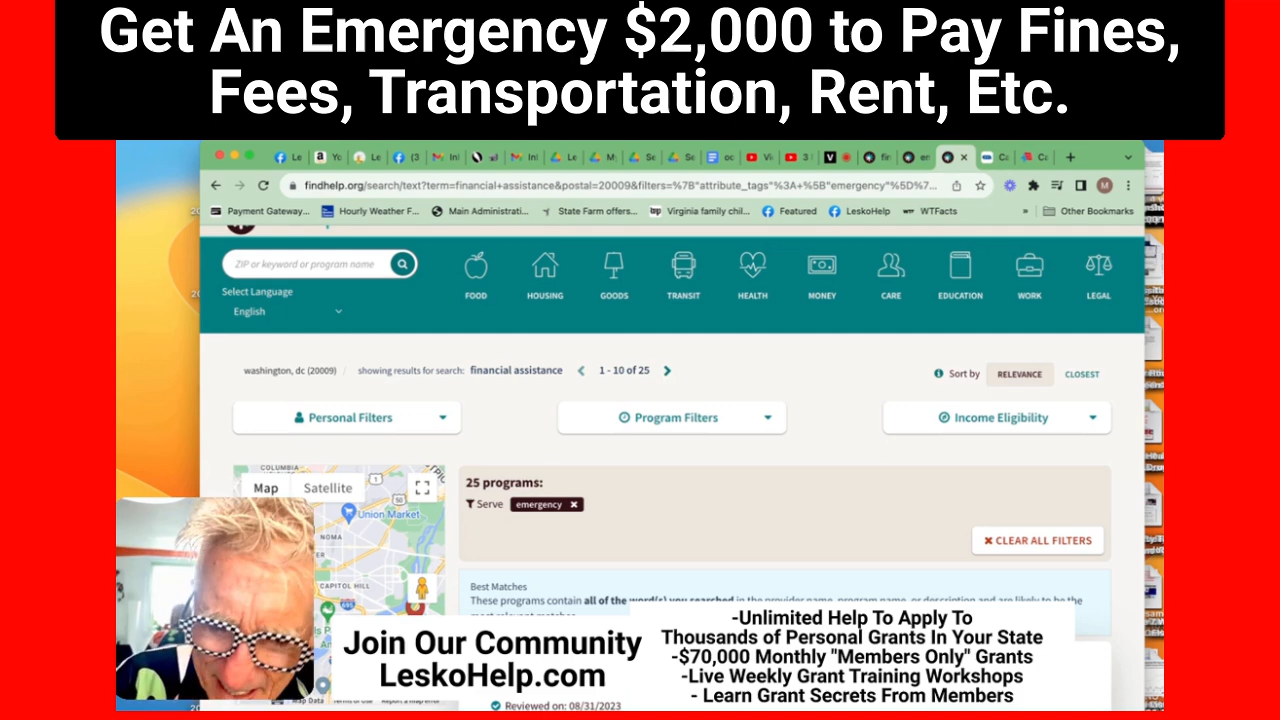 Get An Emergency $2,000 to Pay Fines,
Fees, Transportation, Rent, Etc.
findhelp.org/search/text?term=financial+assistance&postal=20009&filters=%7B"attribute_tags"%3A+%5B"emergency"%5D%7...
Payment Gateway... Hourly Weather F... Main Administrati... State Farm offers... Virginia family chil... Featured LeskoHelp WTFacts » Other Bookmarks
ZIP or keyword or program name
Select Language
English
FOOD HOUSING GOODS TRANSIT HEALTH MONEY CARE EDUCATION WORK LEGAL
washington, dc (20009) / showing results for search: financial assistance 1 - 10 of 25
Sort by RELEVANCE CLOSEST
Personal Filters Program Filters Income Eligibility
COLUMBIA
Map Satellite
Union Market
NOMA
CAPITOL HILL
25 programs:
Serve emergency ×
× CLEAR ALL FILTERS
Best Matches
These programs contain all of the word(s) you searched in the provider name, program name, or description and are likely to be the
Join Our Community
LeskoHelp.com
-Unlimited Help To Apply To
Thousands of Personal Grants In Your State
-$70,000 Monthly "Members Only" Grants
-Live Weekly Grant Training Workshops
- Learn Grant Secrets From Members
Reviewed on: 08/31/2023